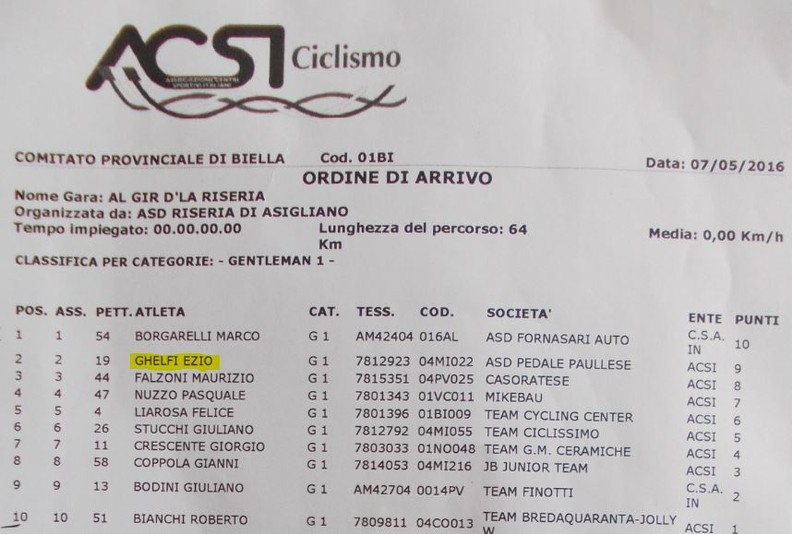 ACSI Ciclismo
ASSOCIAZIONE CENTRI
SPORTIVI ITALIANI
COMITATO PROVINCIALE DI BIELLA Cod. 01BI Data: 07/05/2016
ORDINE DI ARRIVO
Nome Gara: AL GIR D'LA RISERIA
Organizzata da: ASD RISERIA DI ASIGLIANO
Tempo impiegato: 00.00.00.00 Lunghezza del percorso: 64 Km Media: 0,00 Km/h
CLASSIFICA PER CATEGORIE: - GENTLEMAN 1 -
POS. ASS. PETT. ATLETA CAT. TESS. COD. SOCIETA' ENTE PUNTI
1 1 54 BORGARELLI MARCO G 1 AM42404 016AL ASD FORNASARI AUTO C.S.A. IN 10
2 2 19 GHELFI EZIO G 1 7812923 04MI022 ASD PEDALE PAULLESE ACSI 9
3 3 44 FALZONI MAURIZIO G 1 7815351 04PV025 CASORATESE ACSI 8
4 4 47 NUZZO PASQUALE G 1 7801343 01VC011 MIKEBAU ACSI 7
5 5 4 LIAROSA FELICE G 1 7801396 01BI009 TEAM CYCLING CENTER ACSI 6
6 6 26 STUCCHI GIULIANO G 1 7812792 04MI055 TEAM CICLISSIMO ACSI 5
7 7 11 CRESCENTE GIORGIO G 1 7803033 01NO048 TEAM G.M. CERAMICHE ACSI 4
8 8 58 COPPOLA GIANNI G 1 7814053 04MI216 JB JUNIOR TEAM ACSI 3
9 9 13 BODINI GIULIANO G 1 AM42704 0014PV TEAM FINOTTI C.S.A. IN 2
10 10 51 BIANCHI ROBERTO G 1 7809811 04CO013 TEAM BREDAQUARANTA-JOLLY W ACSI 1